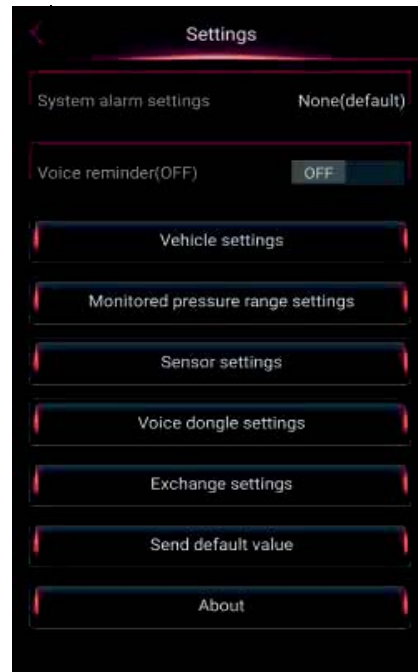 Settings
System alarm settings None(default)
Voice reminder(OFF) OFF
Vehicle settings
Monitored pressure range settings
Sensor settings
Voice dongle settings
Exchange settings
Send default value
About